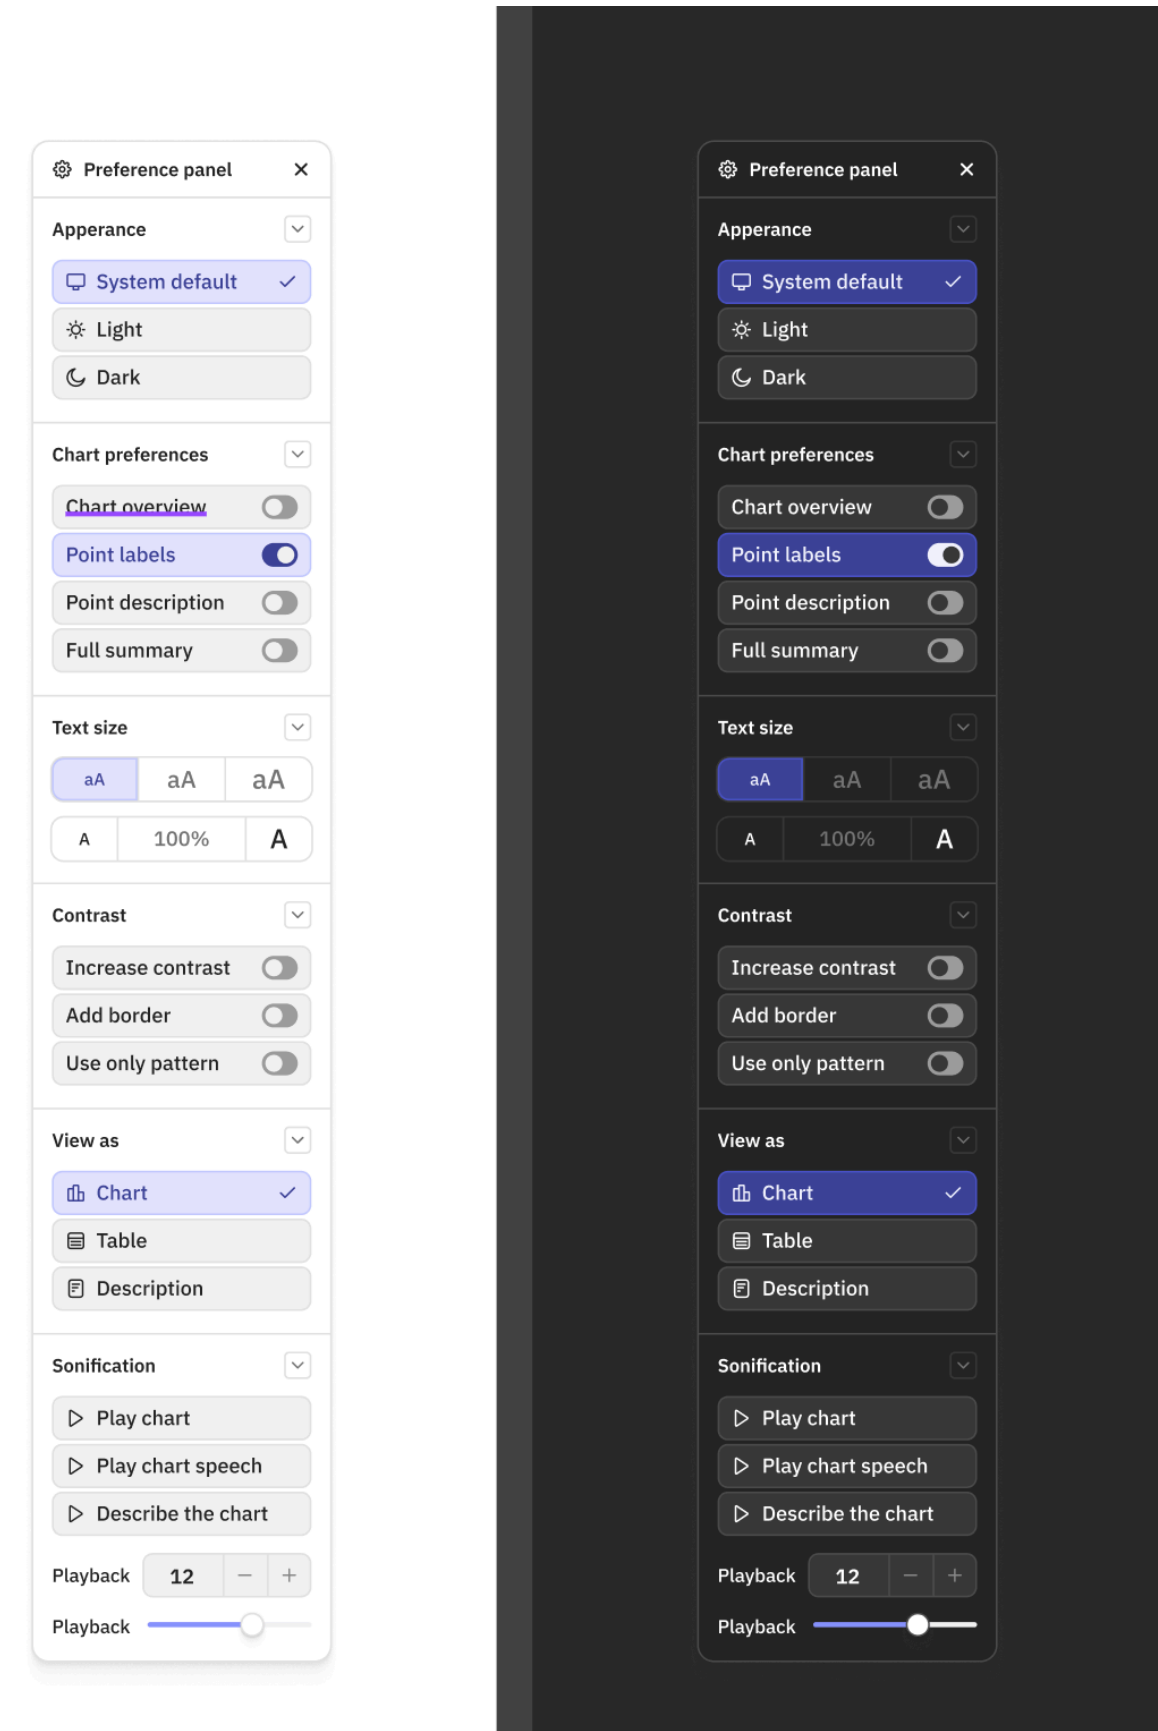 Preference panel
Apperance
System default
Light
Dark
Chart preferences
Chart overview
Point labels
Point description
Full summary
Text size
aA aA aA
A 100% A
Contrast
Increase contrast
Add border
Use only pattern
View as
Chart
Table
Description
Sonification
Play chart
Play chart speech
Describe the chart
Playback 12 − +
Playback
Preference panel
Apperance
System default
Light
Dark
Chart preferences
Chart overview
Point labels
Point description
Full summary
Text size
aA aA aA
A 100% A
Contrast
Increase contrast
Add border
Use only pattern
View as
Chart
Table
Description
Sonification
Play chart
Play chart speech
Describe the chart
Playback 12 − +
Playback